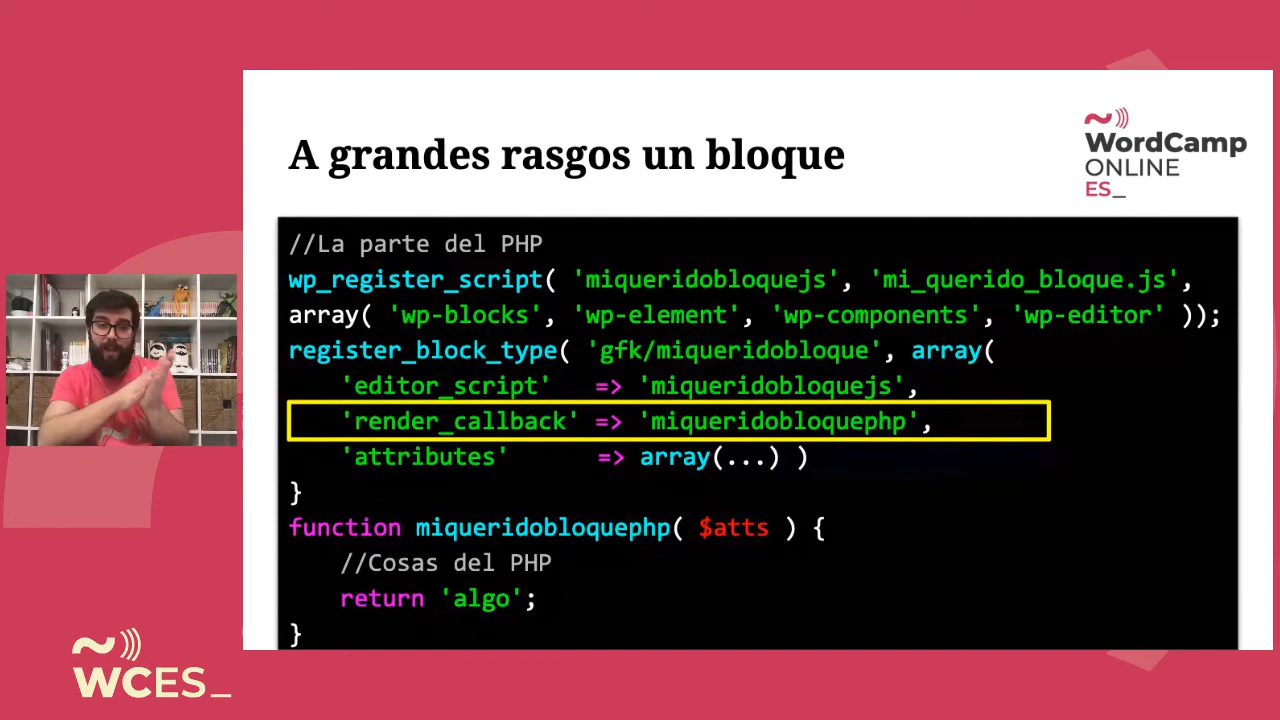 A grandes rasgos un bloque
WordCamp
ONLINE
ES_
//La parte del PHP
wp_register_script( 'miqueridobloquejs', 'mi_querido_bloque.js',
array( 'wp-blocks', 'wp-element', 'wp-components', 'wp-editor' ));
register_block_type( 'gfk/miqueridobloque', array(
'editor_script' => 'miqueridobloquejs',
'render_callback' => 'miqueridobloquephp',
'attributes' => array(...) )
}
function miqueridobloquephp( $atts ) {
//Cosas del PHP
return 'algo';
}
WCES_